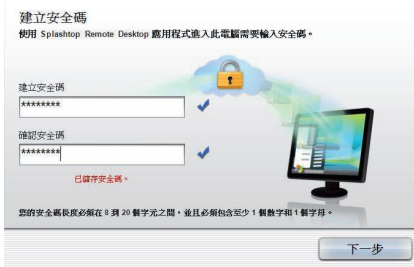 建立安全碼
使用 Splashtop Remote Desktop 應用程式進入此電腦需要輸入安全碼。
建立安全碼
********
確認安全碼
********
已儲存安全碼。
您的安全碼長度必須在 8 到 20 個字元之間，並且必須包含至少 1 個數字和 1 個字母。
下一步